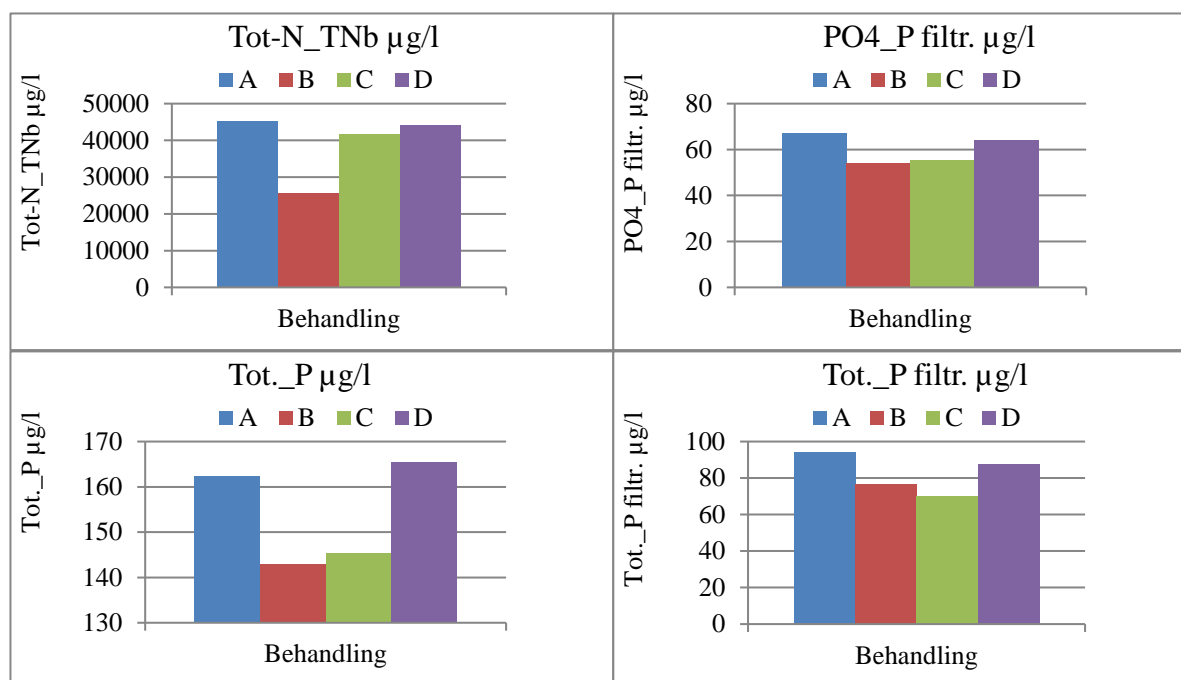 Tot-N_TNb µg/l
A B C D
Tot-N_TNb µg/l
50000
40000
30000
20000
10000
0
Behandling
PO4_P filtr. µg/l
A B C D
PO4_P filtr. µg/l
80
60
40
20
0
Behandling
Tot._P µg/l
A B C D
Tot._P µg/l
170
160
150
140
130
Behandling
Tot._P filtr. µg/l
A B C D
Tot._P filtr. µg/l
100
80
60
40
20
0
Behandling